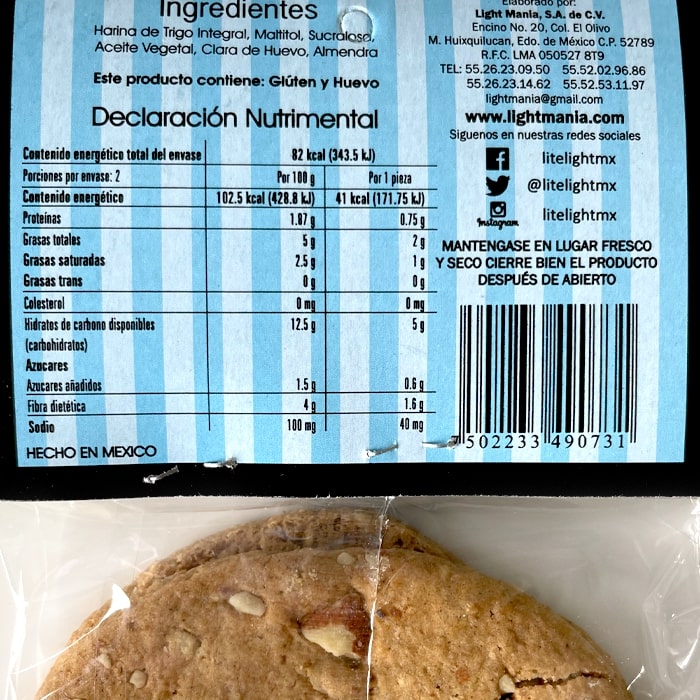 Ingredientes
Harina de Trigo Integral, Maltitol, Sucralosa,
Aceite Vegetal, Clara de Huevo, Almendra
Este producto contiene: Glúten y Huevo
Declaración Nutrimental
Contenido energético total del envase 82 kcal (343.5 kJ)
Porciones por envase: 2 Por 100 g Por 1 pieza
Contenido energético 102.5 kcal (428.8 kJ) 41 kcal (171.75 kJ)
Proteínas 1.87 g 0.75 g
Grasas totales 5 g 2 g
Grasas saturadas 2.5 g 1 g
Grasas trans 0 g 0 g
Colesterol 0 mg 0 mg
Hidratos de carbono disponibles 12.5 g 5 g
(carbohidratos)
Azucares
Azucares añadidos 1.5 g 0.6 g
Fibra dietética 4 g 1.6 g
Sodio 100 mg 40 mg
HECHO EN MEXICO
Elaborado por:
Light Mania, S.A. de C.V.
Encino No. 20, Col. El Olivo
M. Huixquilucan, Edo. de México C.P. 52789
R.F.C. LMA 050527 8T9
TEL: 55.26.23.09.50 55.52.02.96.86
55.26.23.14.62 55.52.53.11.97
lightmania@gmail.com
www.lightmania.com
Siguenos en nuestras redes sociales
litelightmx
@litelightmx
Instagram litelightmx
MANTENGASE EN LUGAR FRESCO
Y SECO CIERRE BIEN EL PRODUCTO
DESPUÉS DE ABIERTO
7 502233 490731